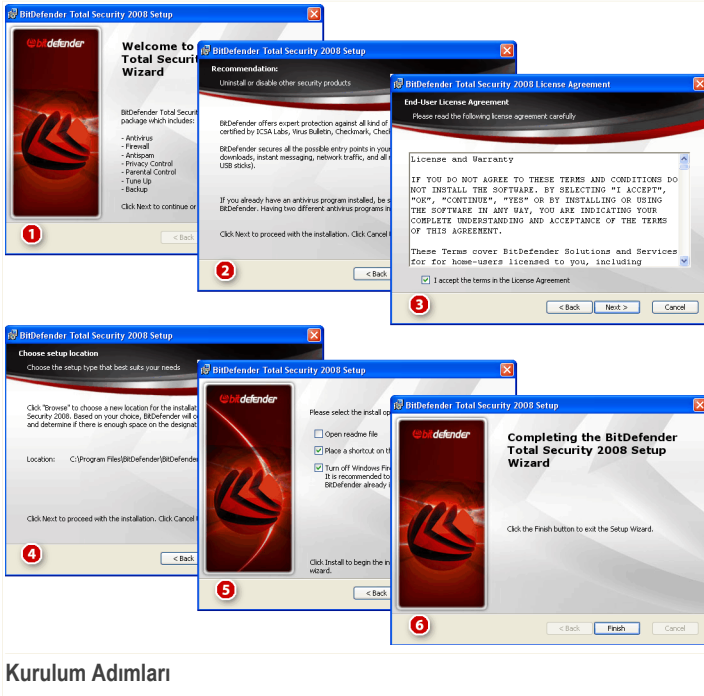 BitDefender Total Security 2008 Setup
bitdefender
Welcome to
Total Securit
Wizard
BitDefender Total Securit
package which includes:
- Antivirus
- Firewall
- Antispam
- Privacy Control
- Parental Control
- Tune Up
- Backup
Click Next to continue or
< Back
1
BitDefender Total Security 2008 Setup
Recommendation:
Uninstall or disable other security products
BitDefender offers expert protection against all kind of
certified by ICSA Labs, Virus Bulletin, Checkmark, Chec
BitDefender secures all the possible entry points in your
downloads, instant messaging, network traffic, and all
USB sticks).
If you already have an antivirus program installed, be s
BitDefender. Having two different antivirus programs in
Click Next to proceed with the installation. Click Cancel
< Back
2
BitDefender Total Security 2008 License Agreement
End-User License Agreement
Please read the following license agreement carefully
License and Warranty
IF YOU DO NOT AGREE TO THESE TERMS AND CONDITIONS DO
NOT INSTALL THE SOFTWARE. BY SELECTING "I ACCEPT",
"OK", "CONTINUE", "YES" OR BY INSTALLING OR USING
THE SOFTWARE IN ANY WAY, YOU ARE INDICATING YOUR
COMPLETE UNDERSTANDING AND ACCEPTANCE OF THE TERMS
OF THIS AGREEMENT.
These Terms cover BitDefender Solutions and Services
for for home-users licensed to you, including
I accept the terms in the License Agreement
< Back
Next >
Cancel
3
BitDefender Total Security 2008 Setup
Choose setup location
Choose the setup type that best suits your needs
Click "Browse" to choose a new location for the installat
Security 2008. Based on your choice, BitDefender will
and determine if there is enough space on the designat
Location: C:\Program Files\BitDefender\BitDefender
Click Next to proceed with the installation. Click Cancel
< Back
4
BitDefender Total Security 2008 Setup
bitdefender
Please select the install op
Open readme file
Place a shortcut on th
Turn off Windows Fire
It is recommended to
BitDefender already
Click Install to begin the in
wizard.
< Back
5
BitDefender Total Security 2008 Setup
bitdefender
Completing the BitDefender
Total Security 2008 Setup
Wizard
Click the Finish button to exit the Setup Wizard.
< Back
Finish
Cancel
6
Kurulum Adımları